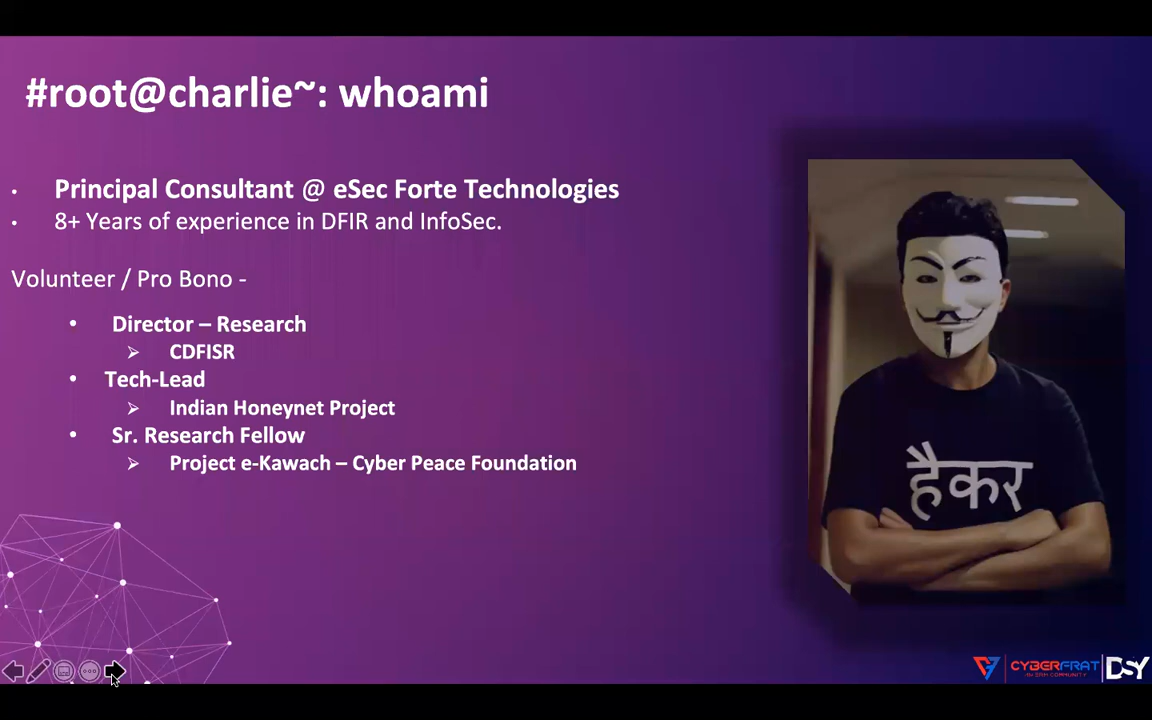 #root@charlie~: whoami
• Principal Consultant @ eSec Forte Technologies
• 8+ Years of experience in DFIR and InfoSec.
Volunteer / Pro Bono -
• Director – Research
➢ CDFISR
• Tech-Lead
➢ Indian Honeynet Project
• Sr. Research Fellow
➢ Project e-Kawach – Cyber Peace Foundation
हैकर
CYBERFRAT
DSY